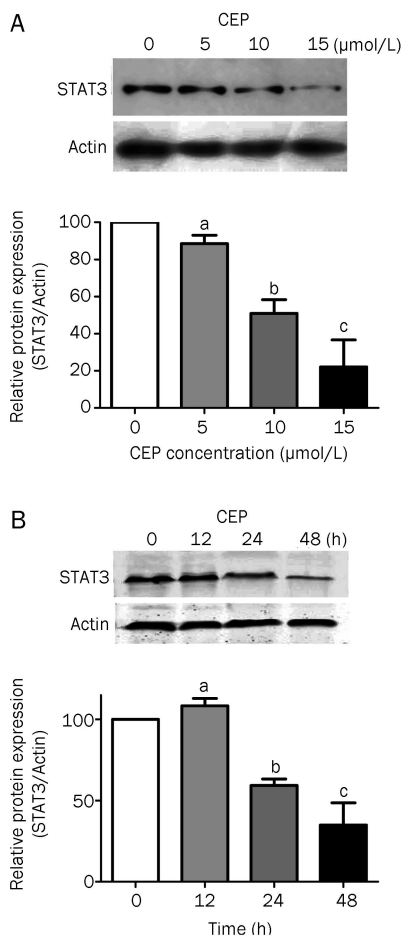 A
CEP
0 5 10 15 (μmol/L)
STAT3
Actin
Relative protein expression
(STAT3/Actin)
100
80
60
40
20
0
a
b
c
0 5 10 15
CEP concentration (μmol/L)
B
CEP
0 12 24 48 (h)
STAT3
Actin
Relative protein expression
(STAT3/Actin)
100
50
0
a
b
c
0 12 24 48
Time (h)